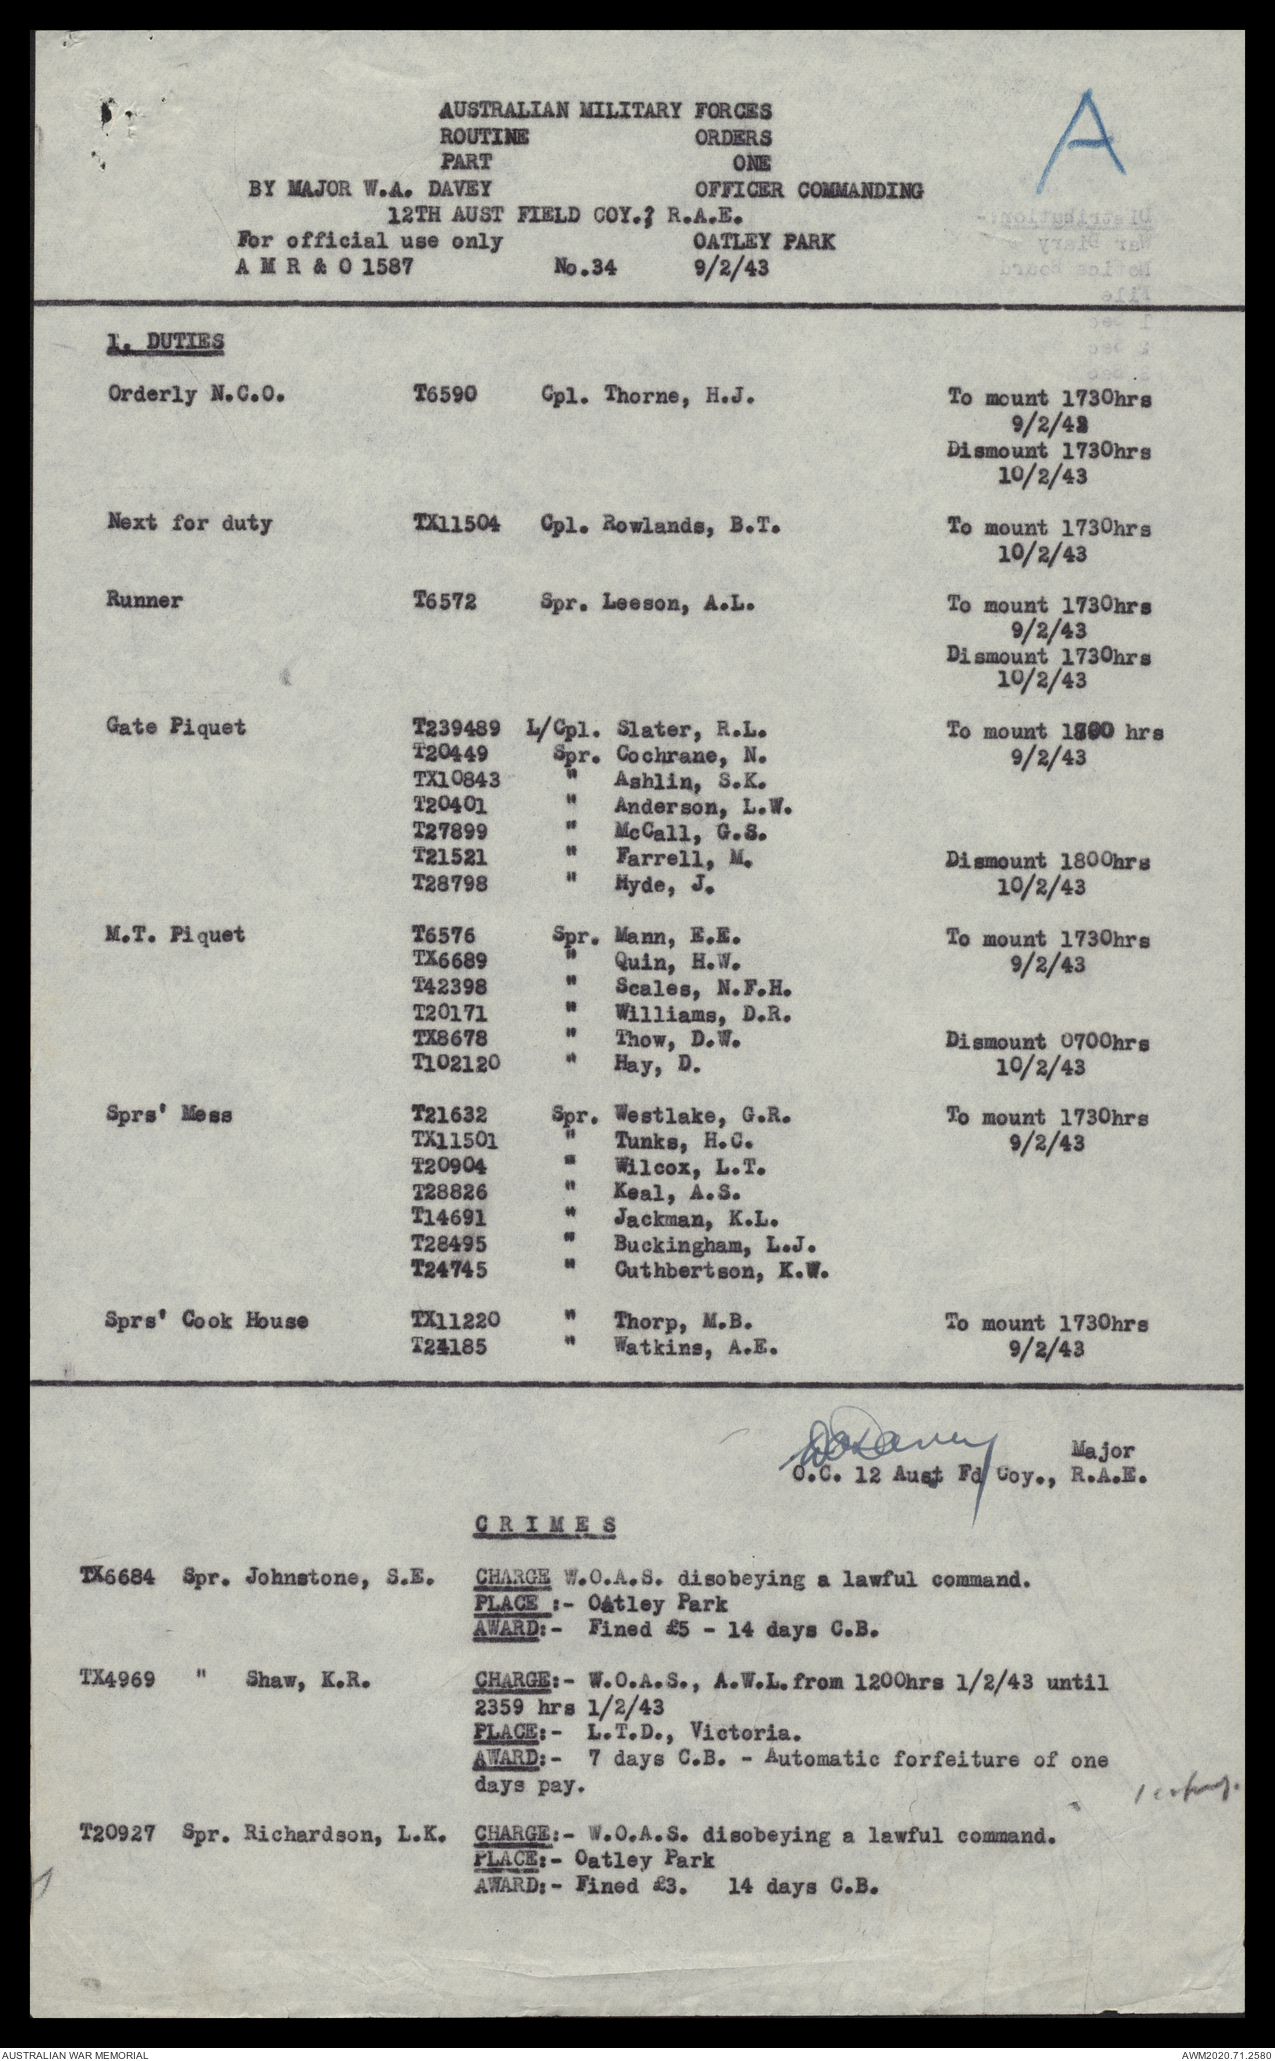 A
AUSTRALIAN MILITARY FORCES
ROUTINE ORDERS
PART ONE
BY MAJOR W.A. DAVEY OFFICER COMMANDING
12TH AUST FIELD COY.? R.A.E.
For official use only OATLEY PARK
A M R & O 1587 No.34 9/2/43
1. DUTIES
Orderly N.C.O. T6590 Cpl. Thorne, H.J. To mount 1730hrs
9/2/43
Dismount 1730hrs
10/2/43
Next for duty TX11504 Cpl. Rowlands, B.T. To mount 1730hrs
10/2/43
Runner T6572 Spr. Leeson, A.L. To mount 1730hrs
9/2/43
Dismount 1730hrs
10/2/43
Gate Piquet T239489 L/Cpl. Slater, R.L. To mount 1800 hrs
T20449 Spr. Cochrane, N. 9/2/43
TX10843 " Ashlin, S.K.
T20401 " Anderson, L.W.
T27899 " McCall, G.S.
T21521 " Farrell, M. Dismount 1800hrs
T28798 " Hyde, J. 10/2/43
M.T. Piquet T6576 Spr. Mann, E.E. To mount 1730hrs
TX6689 " Quin, H.W. 9/2/43
T42398 " Scales, N.F.H.
T20171 " Williams, D.R.
TX8678 " Thow, D.W. Dismount 0700hrs
T102120 " Hay, D. 10/2/43
Sprs' Mess T21632 Spr. Westlake, G.R. To mount 1730hrs
TX11501 " Tunks, H.C. 9/2/43
T20904 " Wilcox, L.T.
T28826 " Keal, A.S.
T14691 " Jackman, K.L.
T28495 " Buckingham, L.J.
T24745 " Cuthbertson, K.W.
Sprs' Cook House TX11220 " Thorp, M.B. To mount 1730hrs
T24185 " Watkins, A.E. 9/2/43
WADavey Major
O.C. 12 Aust Fd Coy., R.A.E.
C R I M E S
TX6684 Spr. Johnstone, S.E. CHARGE W.O.A.S. disobeying a lawful command.
PLACE :- Oatley Park
AWARD:- Fined £5 - 14 days C.B.
TX4969 " Shaw, K.R. CHARGE:- W.O.A.S., A.W.L. from 1200hrs 1/2/43 until
2359 hrs 1/2/43
PLACE:- L.T.D., Victoria.
AWARD:- 7 days C.B. - Automatic forfeiture of one
days pay.
T20927 Spr. Richardson, L.K. CHARGE:- W.O.A.S. disobeying a lawful command.
PLACE:- Oatley Park
AWARD:- Fined £3. 14 days C.B.
AUSTRALIAN WAR MEMORIAL AWM2020.71.2580